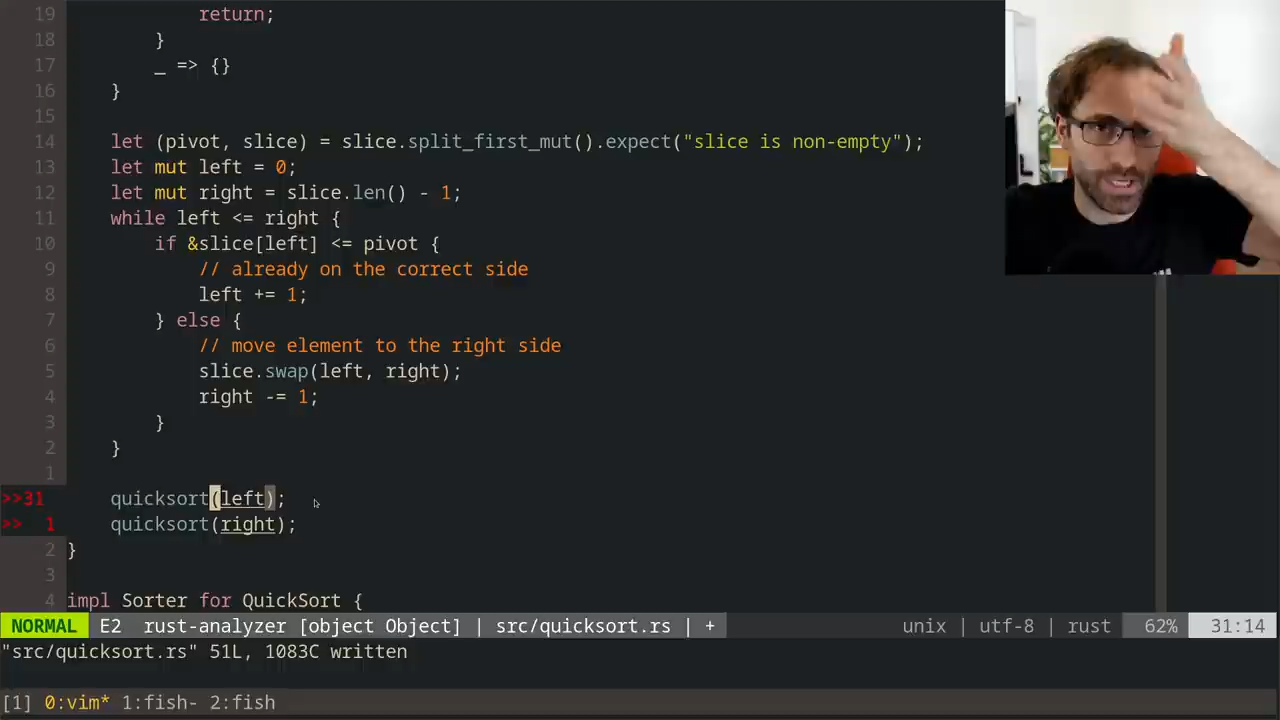 19             return;
18         }
17         _ => {}
16     }
15
14     let (pivot, slice) = slice.split_first_mut().expect("slice is non-empty");
13     let mut left = 0;
12     let mut right = slice.len() - 1;
11     while left <= right {
10         if &slice[left] <= pivot {
9             // already on the correct side
8             left += 1;
7         } else {
6             // move element to the right side
5             slice.swap(left, right);
4             right -= 1;
3         }
2     }
1
>>31     quicksort(left);
>>  1     quicksort(right);
2 }
3
4 impl Sorter for QuickSort {
NORMAL  E2  rust-analyzer [object Object] | src/quicksort.rs | +  unix | utf-8 | rust  62%  31:14
"src/quicksort.rs" 51L, 1083C written
[1] 0:vim* 1:fish- 2:fish